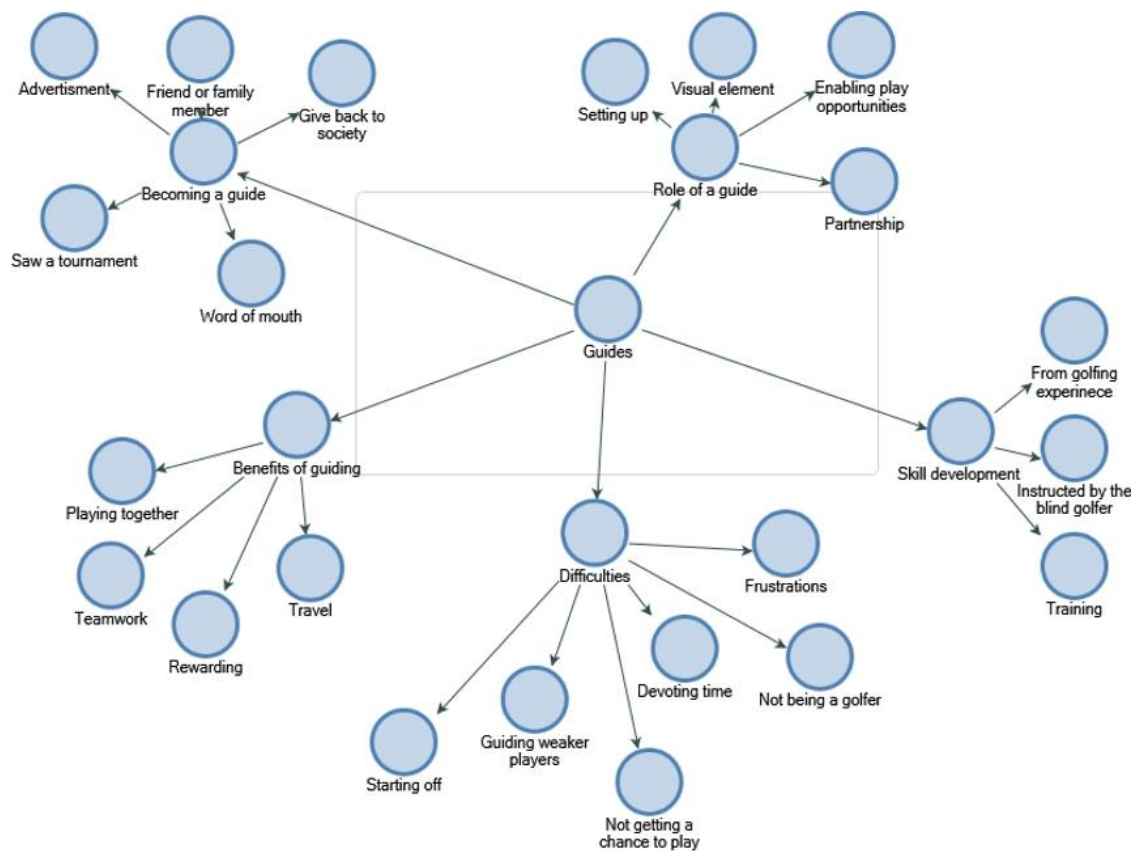 Advertisment
Friend or family
member
Give back to
society
Becoming a guide
Saw a tournament
Word of mouth
Setting up
Visual element
Enabling play
opportunities
Role of a guide
Partnership
Guides
From golfing
experinece
Skill development
Instructed by the
blind golfer
Training
Benefits of guiding
Playing together
Teamwork
Rewarding
Travel
Difficulties
Frustrations
Devoting time
Not being a golfer
Guiding weaker
players
Starting off
Not getting a
chance to play